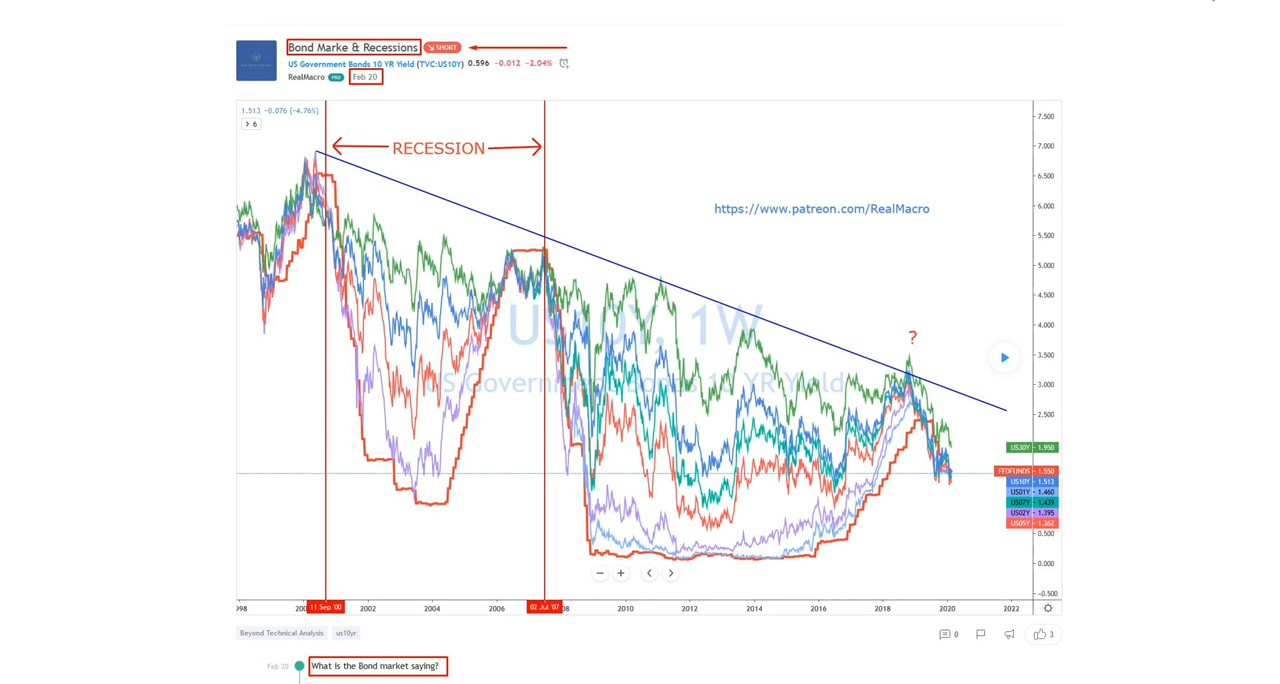 Bond Marke & Recessions SHORT
US Government Bonds 10 YR Yield (TVC:US10Y) 0.596 −0.012 −2.04%
RealMacro PRO Feb 20
1.513 −0.076 (−4.76%)
6
RECESSION
https://www.patreon.com/RealMacro
?
US10Y, 1W
US Government Bonds 10 YR Yield
7.500
7.000
6.500
6.000
5.500
5.000
4.500
4.000
3.500
3.000
2.500
US30Y 1.950
FEDFUNDS 1.550
US10Y 1.513
US01Y 1.460
US07Y 1.439
US02Y 1.395
US05Y 1.362
0.500
0.000
−0.500
998 200 11 Sep '00 2002 2004 2006 02 Jul '07 08 2010 2012 2014 2016 2018 2020 2022
Beyond Technical Analysis us10yr 0 3
Feb 20 What is the Bond market saying?